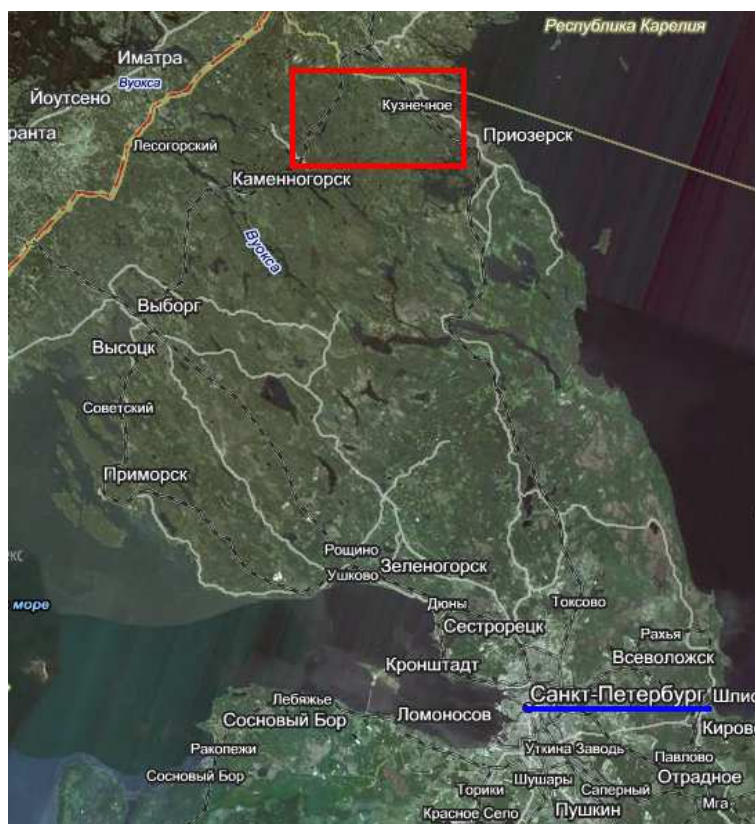 Республика Карелия
Иматра
Вуокса
Йоутсено
Кузнечное
ранта
Лесогорский
Приозерск
Каменногорск
Вуокса
Выборг
Высоцк
Советский
Приморск
Рощино
Зеленогорск
Ушково
море
Дюны
Токсово
Сестрорецк
Рахья
Всеволожск
Кронштадт
Санкт-Петербург
Шлис
Лебяжье
Ломоносов
Сосновый Бор
Кирово
Ракопежи
Уткина Заводь
Павлово
Сосновый Бор
Шушары
Отрадное
Торики
Саперный
Мга
Красное Село
Пушкин